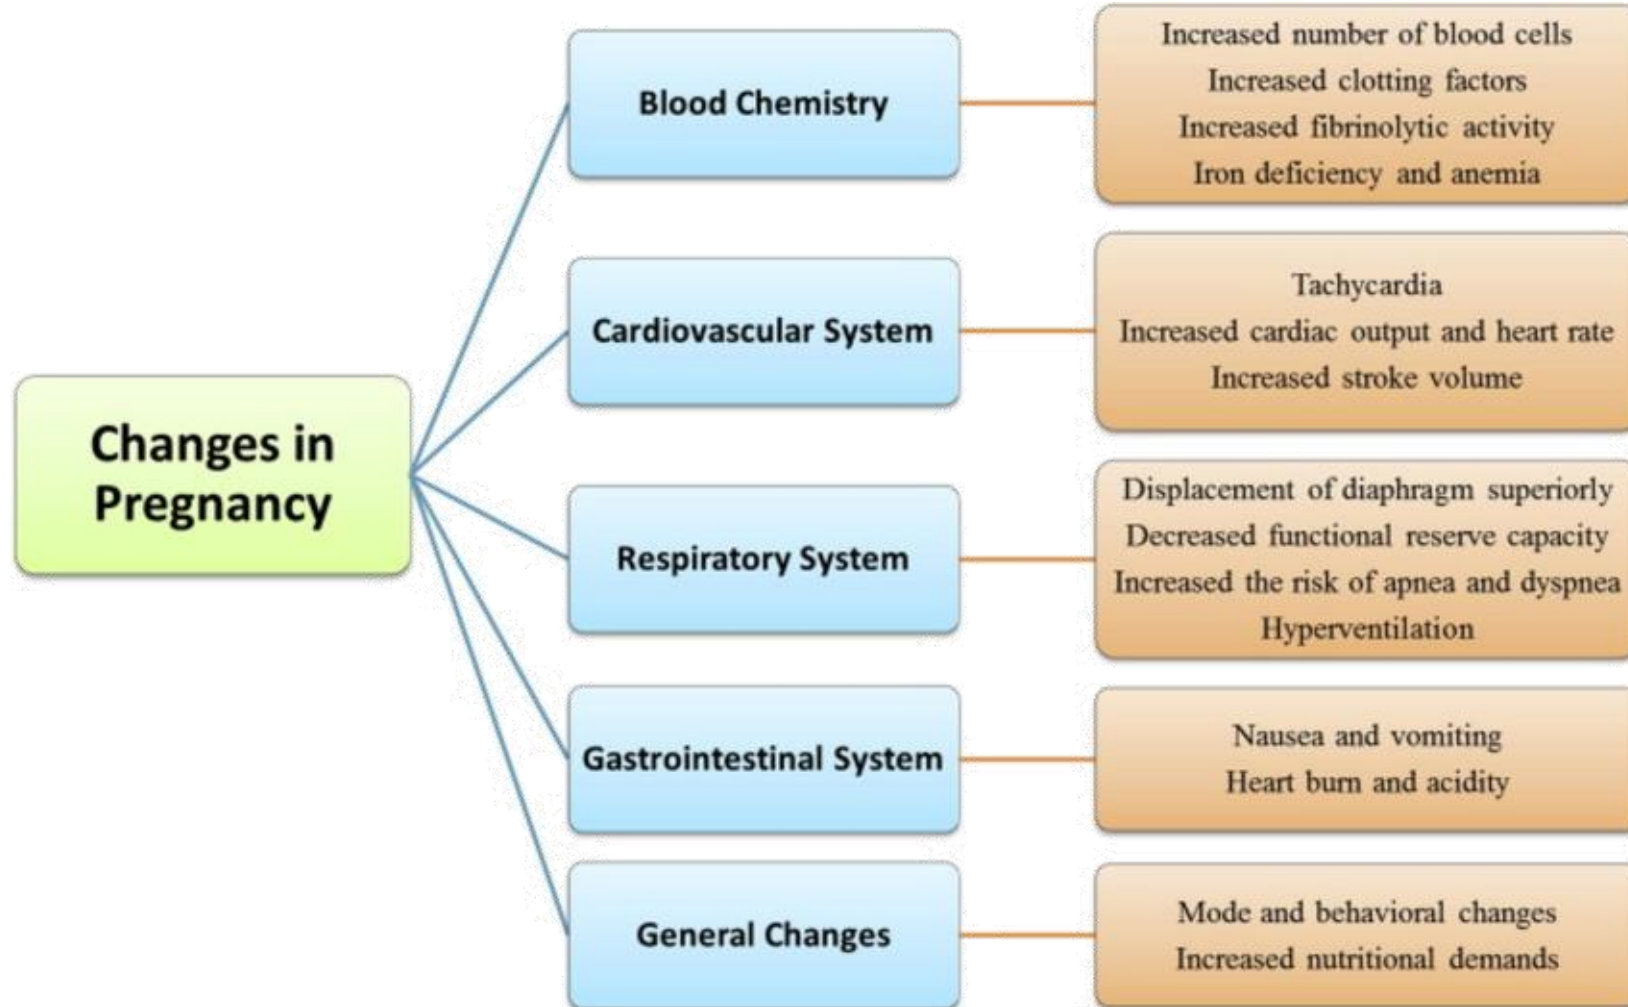 Changes in
Pregnancy
Blood Chemistry
Increased number of blood cells
Increased clotting factors
Increased fibrinolytic activity
Iron deficiency and anemia
Cardiovascular System
Tachycardia
Increased cardiac output and heart rate
Increased stroke volume
Respiratory System
Displacement of diaphragm superiorly
Decreased functional reserve capacity
Increased the risk of apnea and dyspnea
Hyperventilation
Gastrointestinal System
Nausea and vomiting
Heart burn and acidity
General Changes
Mode and behavioral changes
Increased nutritional demands